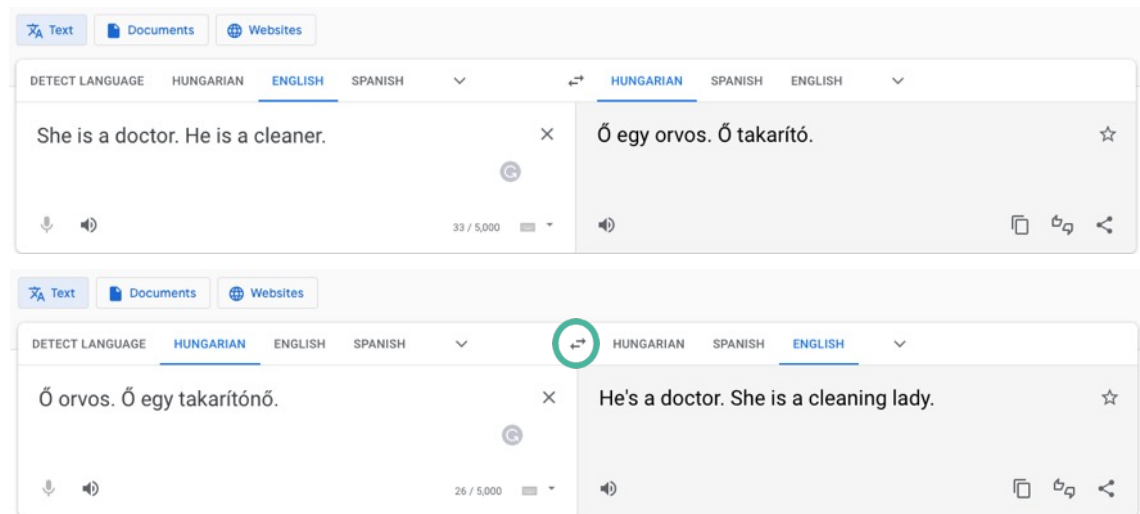 Text Documents Websites
DETECT LANGUAGE HUNGARIAN ENGLISH SPANISH HUNGARIAN SPANISH ENGLISH
She is a doctor. He is a cleaner.
Ő egy orvos. Ő takarító.
33 / 5,000
Text Documents Websites
DETECT LANGUAGE HUNGARIAN ENGLISH SPANISH HUNGARIAN SPANISH ENGLISH
Ő orvos. Ő egy takarítónő.
He's a doctor. She is a cleaning lady.
26 / 5,000